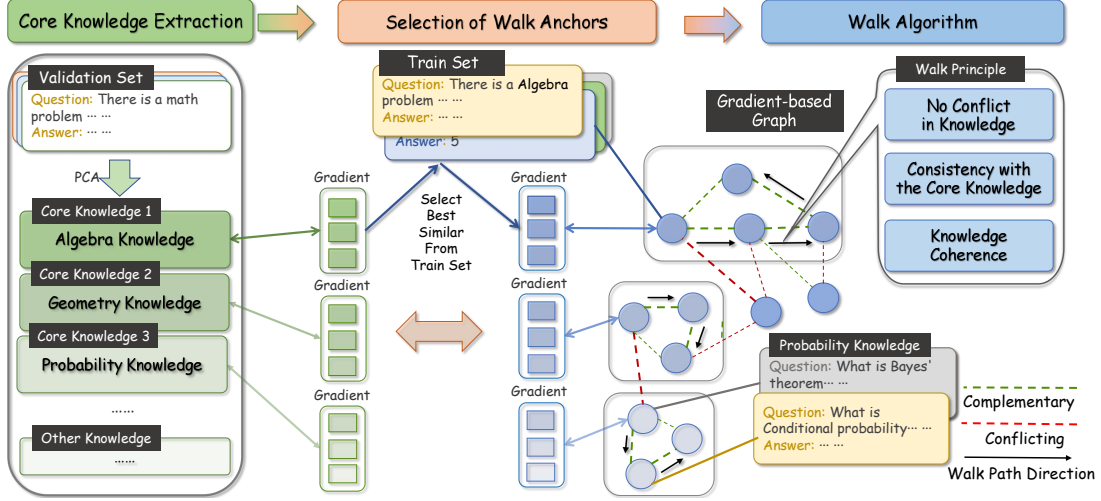 Core Knowledge Extraction
Selection of Walk Anchors
Walk Algorithm
Validation Set
Question: There is a math
problem ⋯ ⋯
Answer: ⋯ ⋯
PCA
Core Knowledge 1
Algebra Knowledge
Core Knowledge 2
Geometry Knowledge
Core Knowledge 3
Probability Knowledge
⋯⋯
Other Knowledge
⋯⋯
Train Set
Question: There is a Algebra
problem ⋯ ⋯
Answer: ⋯ ⋯
Answer: 5
Gradient
Gradient
Gradient
Select
Best
Similar
From
Train Set
Gradient
Gradient
Gradient
Gradient-based
Graph
Walk Principle
No Conflict
in Knowledge
Consistency with
the Core Knowledge
Knowledge
Coherence
Probability Knowledge
Question: What is Bayes'
theorem⋯ ⋯
Question: What is
Conditional probability⋯ ⋯
Answer: ⋯ ⋯
Complementary
Conflicting
Walk Path Direction